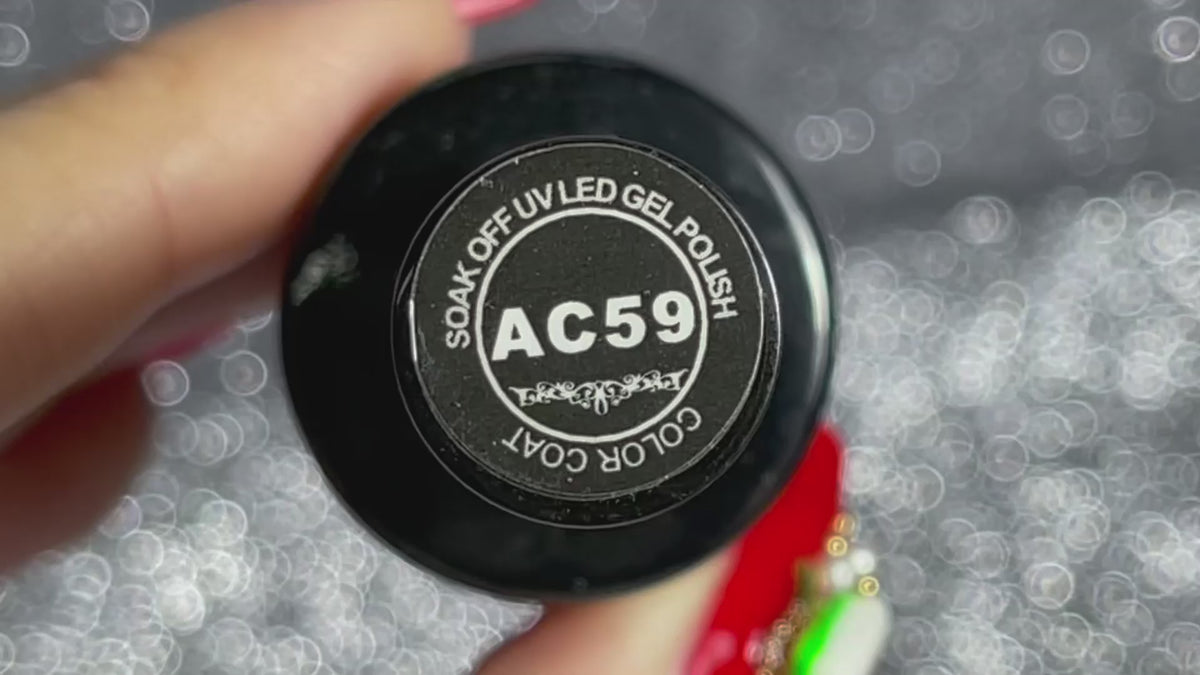 SOAK OFF UV LED GEL POLISH
AC59
COLOR COAT